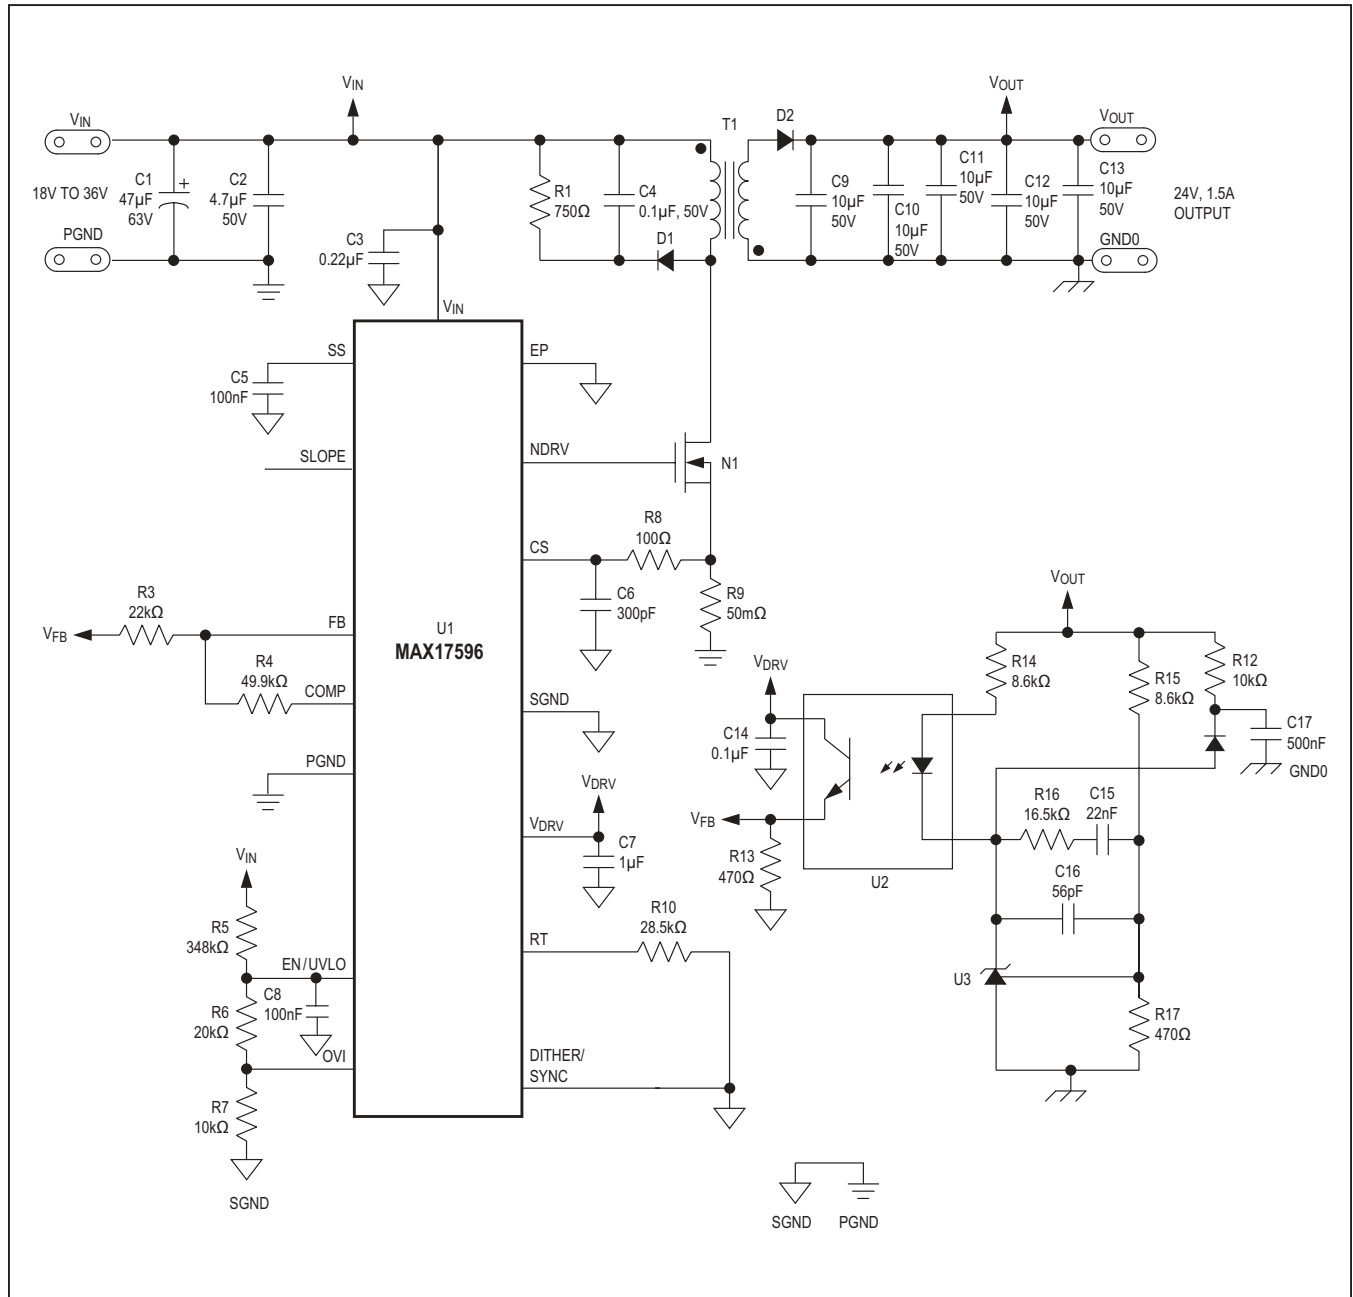 VIN
VOUT
VIN
T1
D2
VOUT
18V TO 36V
C1
47µF
63V
C2
4.7µF
50V
R1
750Ω
C4
0.1µF, 50V
C9
10µF
50V
C10
10µF
50V
C11
10µF
50V
C12
10µF
50V
C13
10µF
50V
24V, 1.5A
OUTPUT
PGND
C3
0.22µF
D1
GND0
VIN
SS
EP
C5
100nF
SLOPE
NDRV
N1
CS
R8
100Ω
C6
300pF
R9
50mΩ
R3
22kΩ
VFB
FB
U1
MAX17596
R4
49.9kΩ
COMP
SGND
PGND
VDRV
VDRV
C7
1µF
VDRV
C14
0.1µF
VFB
R13
470Ω
U2
VOUT
R14
8.6kΩ
R15
8.6kΩ
R12
10kΩ
C17
500nF
GND0
R16
16.5kΩ
C15
22nF
C16
56pF
U3
R17
470Ω
VIN
R5
348kΩ
EN/UVLO
C8
100nF
R6
20kΩ
OVI
R7
10kΩ
SGND
RT
R10
28.5kΩ
DITHER/
SYNC
SGND
PGND